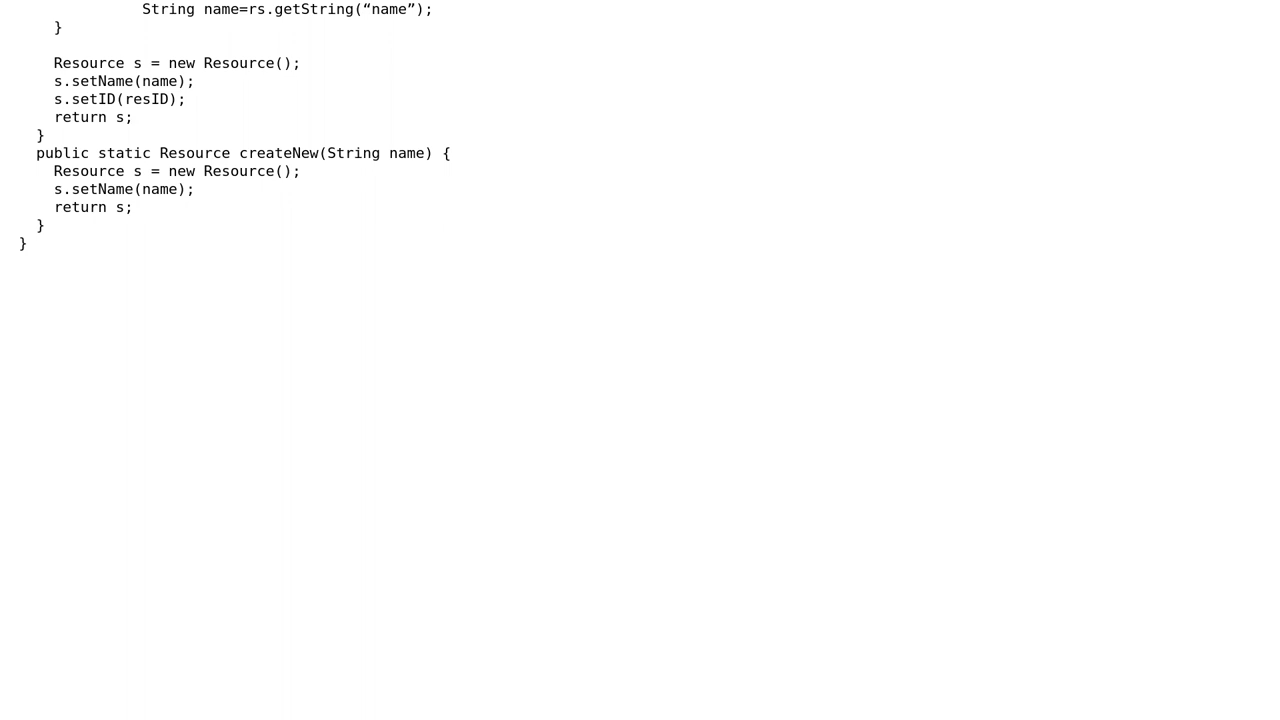 String name=rs.getString(“name”);
}
Resource s = new Resource();
s.setName(name);
s.setID(resID);
return s;
}
public static Resource createNew(String name) {
Resource s = new Resource();
s.setName(name);
return s;
}
}